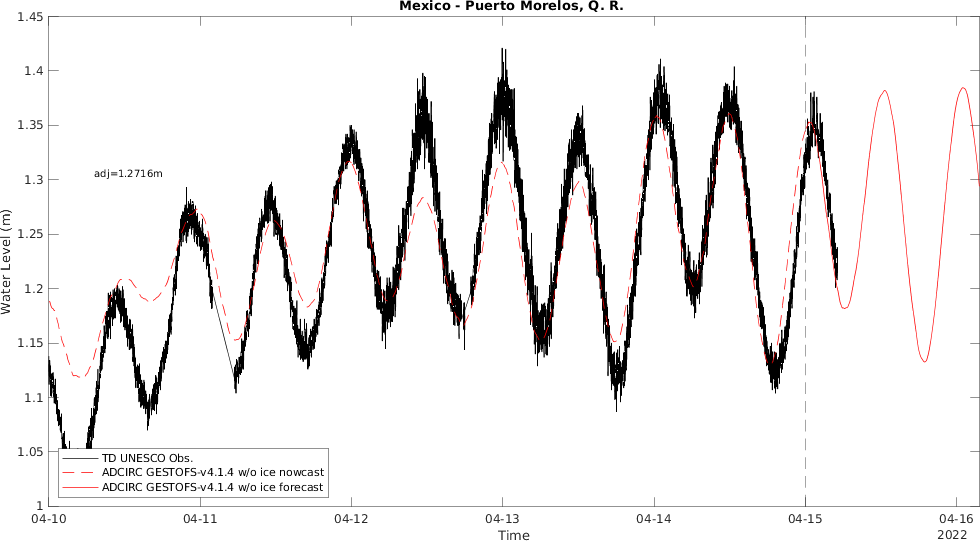 Mexico - Puerto Morelos, Q. R.
1.45
1.4
1.35
1.3
1.25
1.2
1.15
1.1
1.05
1
Water Level (m)
adj=1.2716m
TD UNESCO Obs.
ADCIRC GESTOFS-v4.1.4 w/o ice nowcast
ADCIRC GESTOFS-v4.1.4 w/o ice forecast
04-10 04-11 04-12 04-13 04-14 04-15 04-16
Time
2022